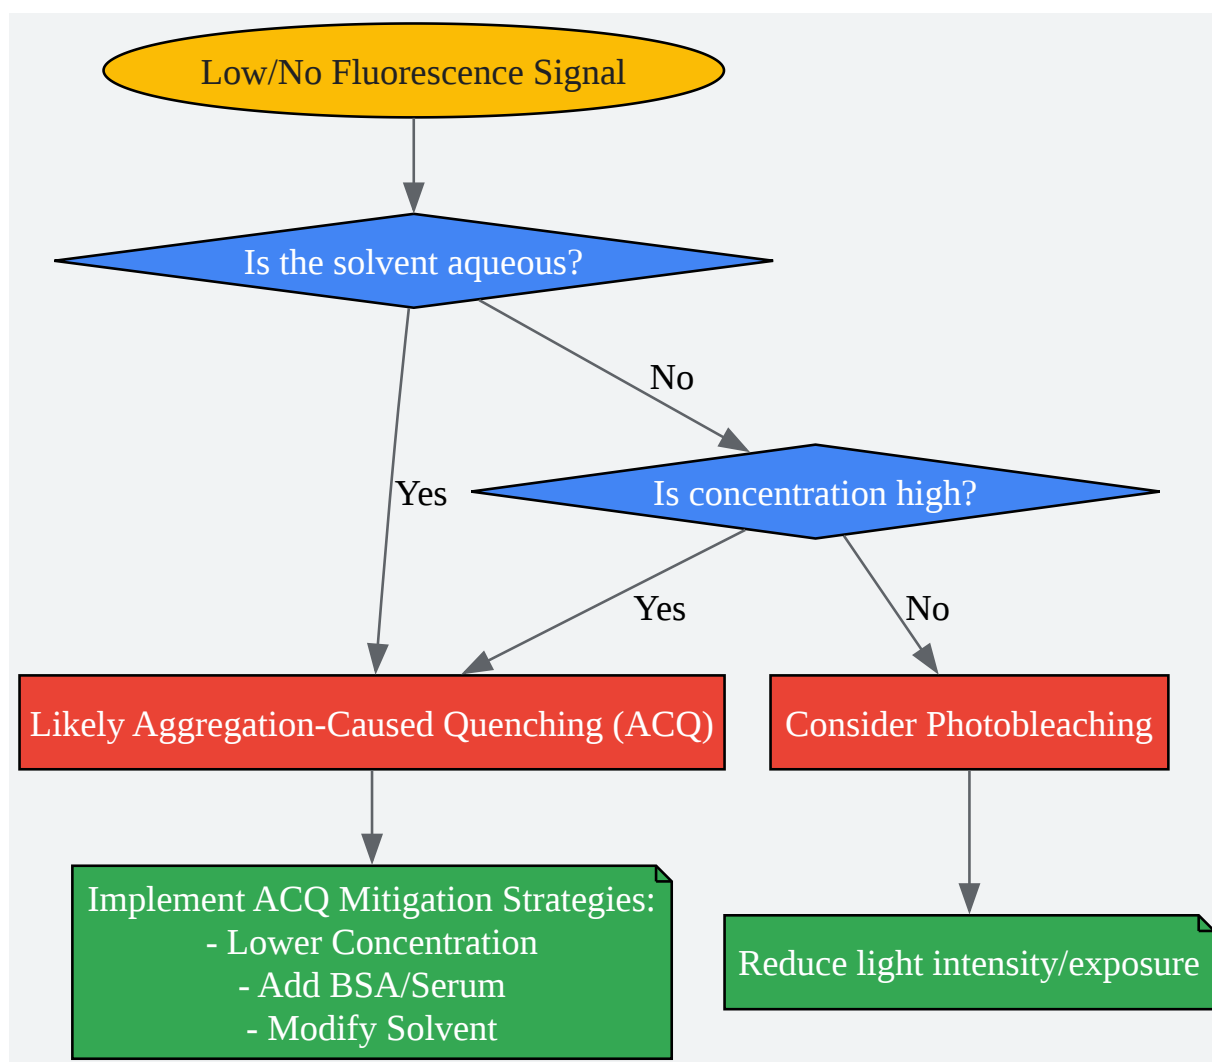 Low/No Fluorescence Signal
Is the solvent aqueous?
No
Yes
Is concentration high?
Yes
No
Likely Aggregation-Caused Quenching (ACQ)
Consider Photobleaching
Implement ACQ Mitigation Strategies:
- Lower Concentration
- Add BSA/Serum
- Modify Solvent
Reduce light intensity/exposure